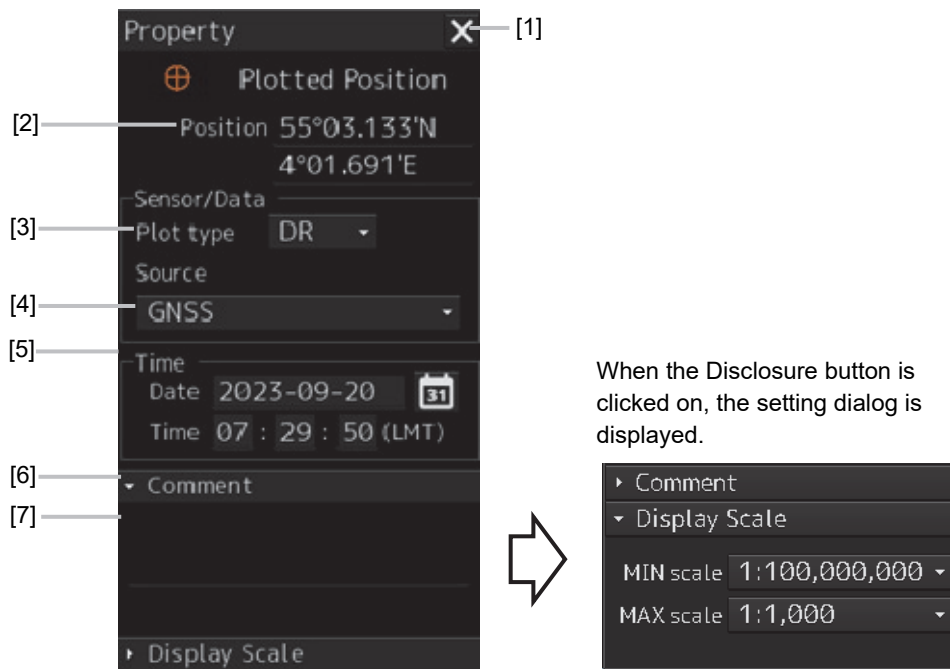 Property
[1]
Plotted Position
[2]
Position 55°03.133'N
4°01.691'E
Sensor/Data
[3]
Plot type DR
Source
[4]
GNSS
[5]
Time
Date 2023-09-20 31
Time 07 : 29 : 50 (LMT)
[6]
Comment
[7]
Display Scale
When the Disclosure button is
clicked on, the setting dialog is
displayed.
Comment
Display Scale
MIN scale 1:100,000,000
MAX scale 1:1,000